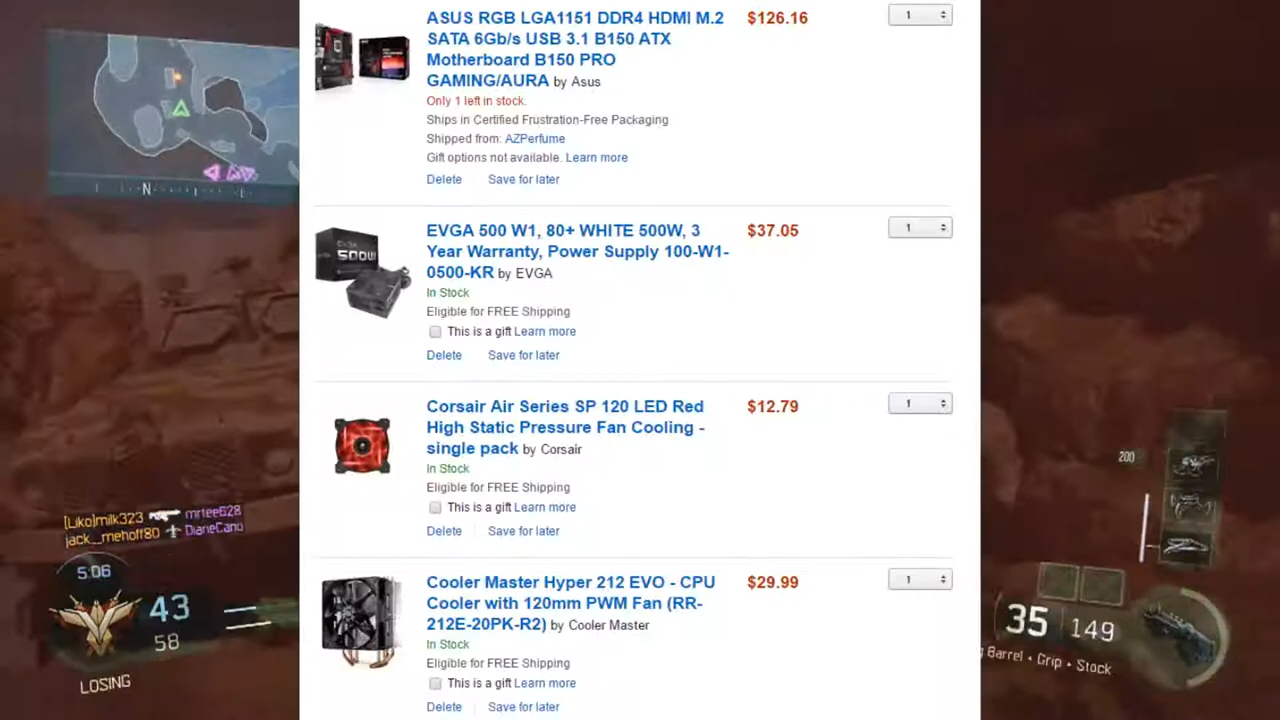 ASUS RGB LGA1151 DDR4 HDMI M.2
SATA 6Gb/s USB 3.1 B150 ATX
Motherboard B150 PRO
GAMING/AURA by Asus
$126.16
1
Only 1 left in stock.
Ships in Certified Frustration-Free Packaging
Shipped from: AZPerfume
Gift options not available. Learn more
Delete Save for later
N
EVGA 500 W1, 80+ WHITE 500W, 3
Year Warranty, Power Supply 100-W1-
0500-KR by EVGA
$37.05
1
500W
In Stock
Eligible for FREE Shipping
This is a gift Learn more
Delete Save for later
Corsair Air Series SP 120 LED Red
High Static Pressure Fan Cooling -
single pack by Corsair
$12.79
1
In Stock
Eligible for FREE Shipping
This is a gift Learn more
Delete Save for later
Cooler Master Hyper 212 EVO - CPU
Cooler with 120mm PWM Fan (RR-
212E-20PK-R2) by Cooler Master
$29.99
1
In Stock
Eligible for FREE Shipping
This is a gift Learn more
Delete Save for later
[Liko]milk323 mrtee628
jack_mehoff80 DianeCano
5:06
43
58
LOSING
200
35 149
Barrel • Grip • Stock